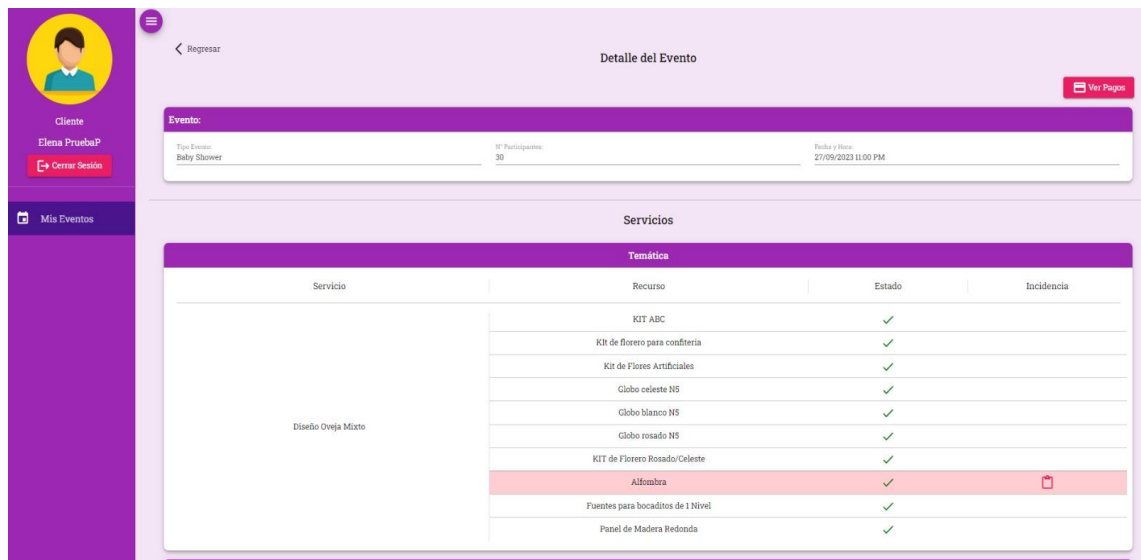 Regresar
Detalle del Evento
Ver Pagos
Cliente
Elena PruebaP
Cerrar Sesión
Mis Eventos
Evento:
Tipo Evento: N° Participantes: Fecha y Hora:
Baby Shower 30 27/09/2023 11:00 PM
Servicios
Temática
Servicio Recurso Estado Incidencia
KIT ABC
KIt de florero para confiteria
Kit de Flores Artificiales
Globo celeste N5
Globo blanco N5
Diseño Oveja Mixto
Globo rosado N5
KIT de Florero Rosado/Celeste
Alfombra
Fuentes para bocaditos de 1 Nivel
Panel de Madera Redonda